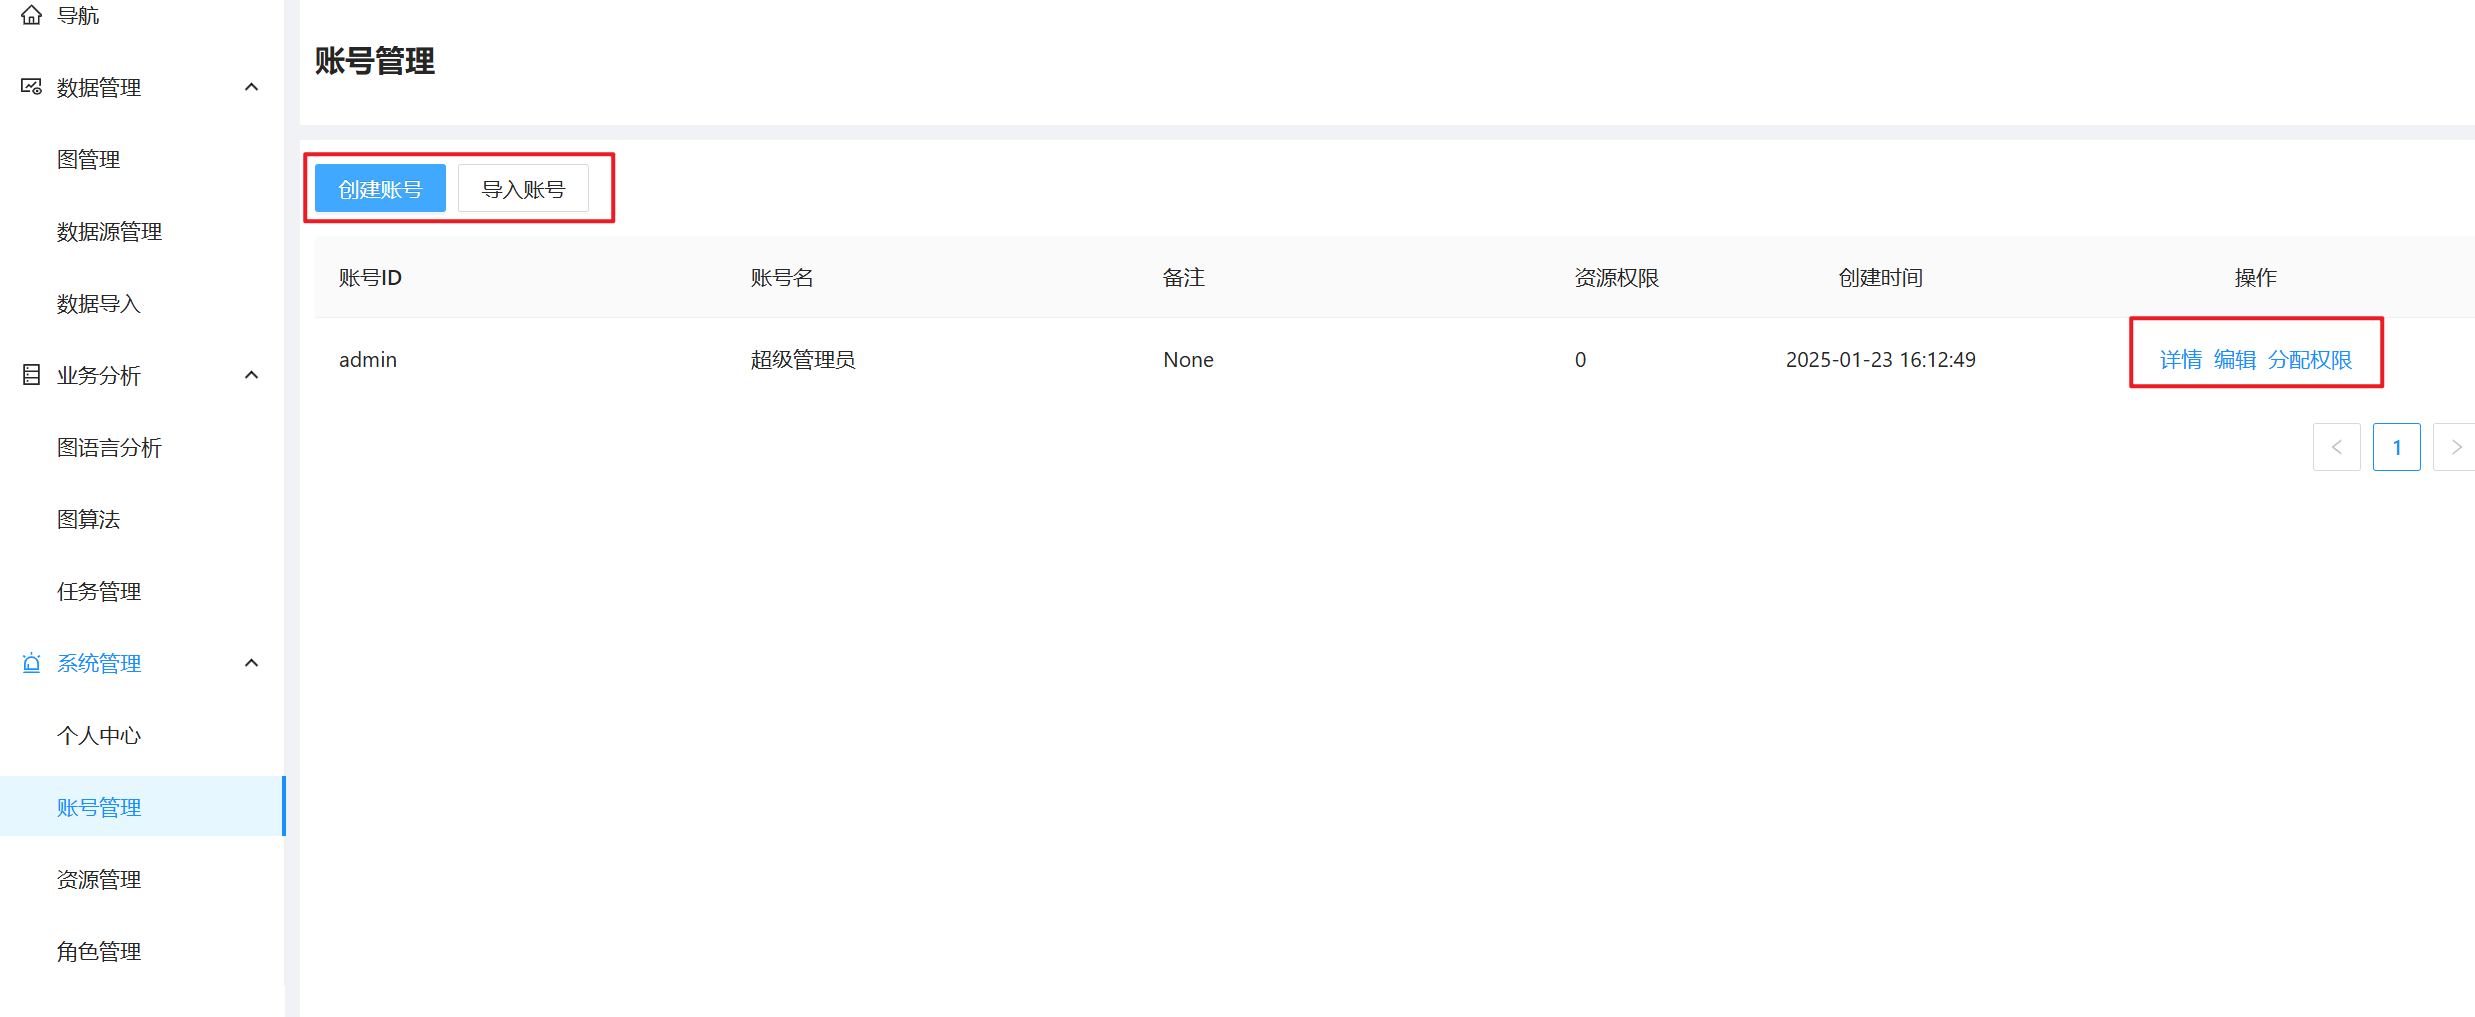 导航
数据管理
图管理
数据源管理
数据导入
业务分析
图语言分析
图算法
任务管理
系统管理
个人中心
账号管理
资源管理
角色管理
账号管理
创建账号 导入账号
账号ID 账号名 备注 资源权限 创建时间 操作
admin 超级管理员 None 0 2025-01-23 16:12:49 详情 编辑 分配权限
< 1 >